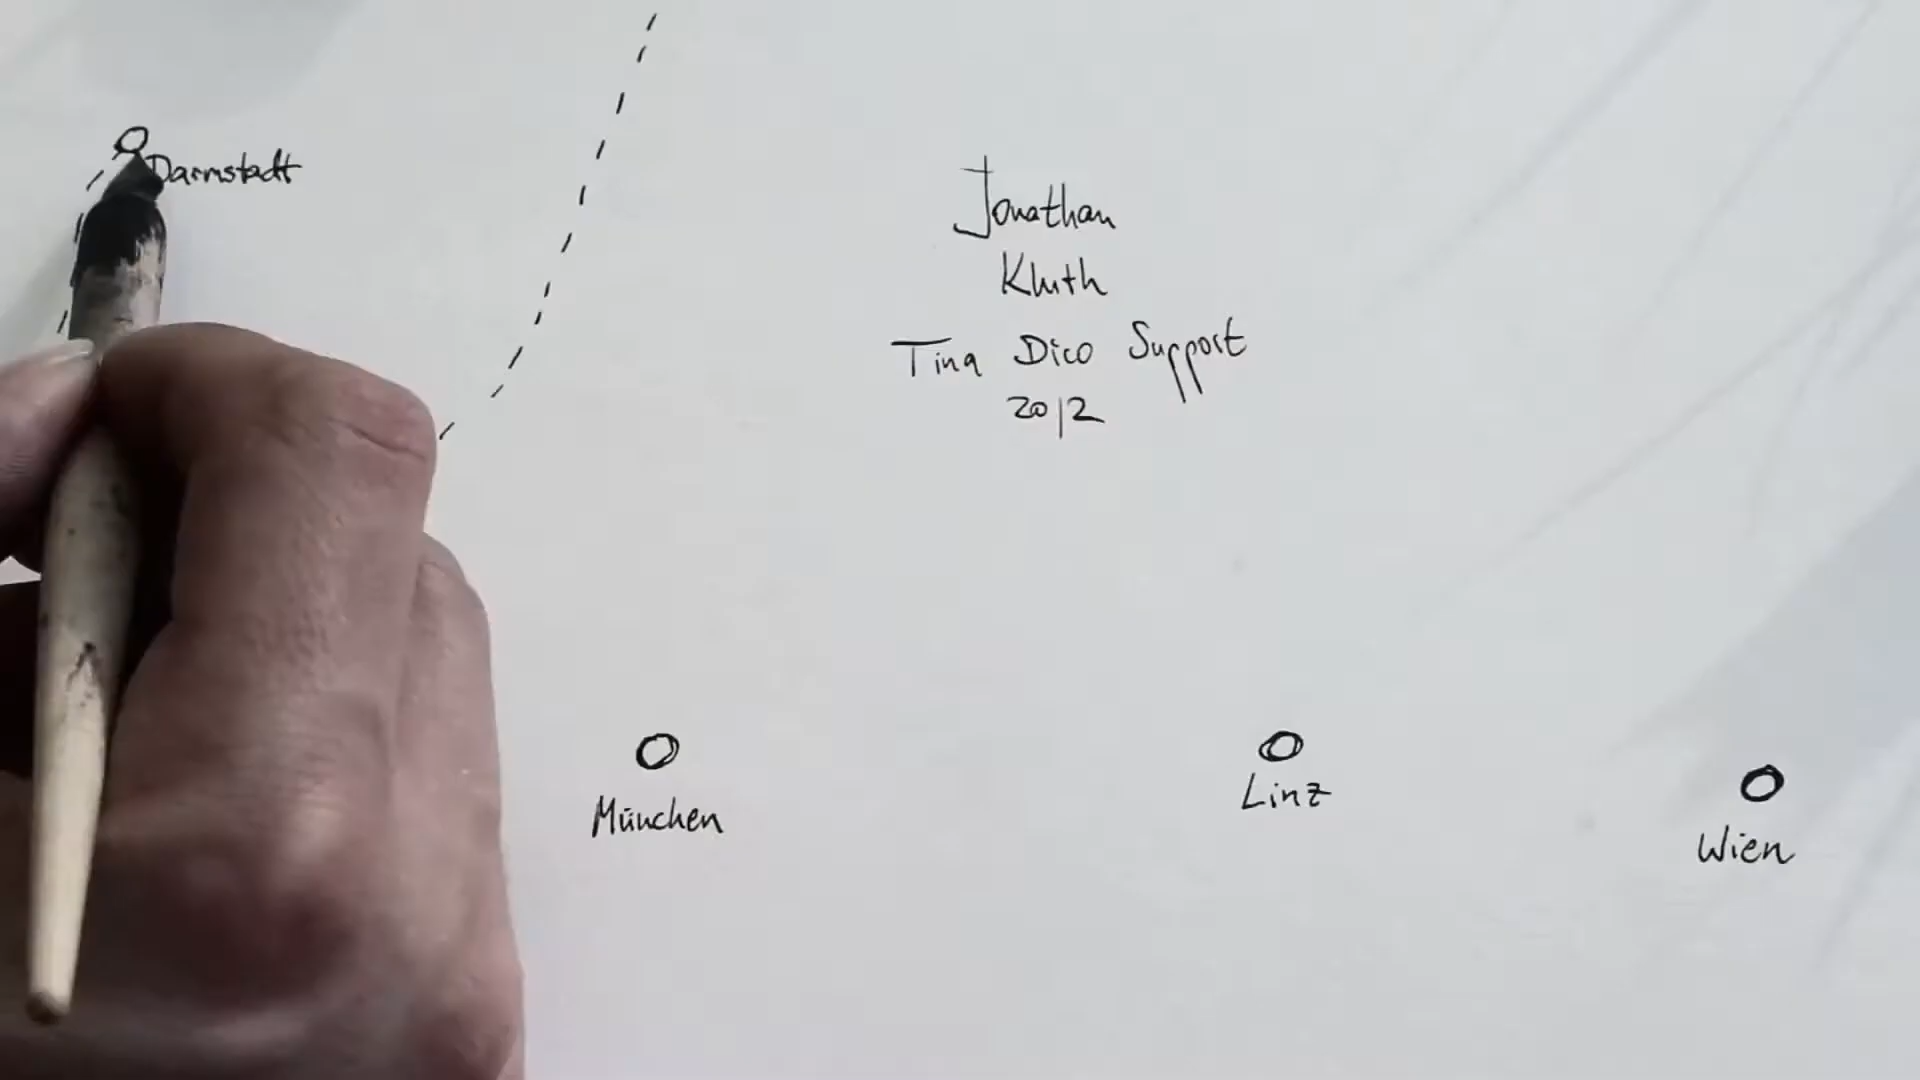 Darmstadt
Jonathan
Kluth
Tina Dico Support
2012
München
Linz
Wien